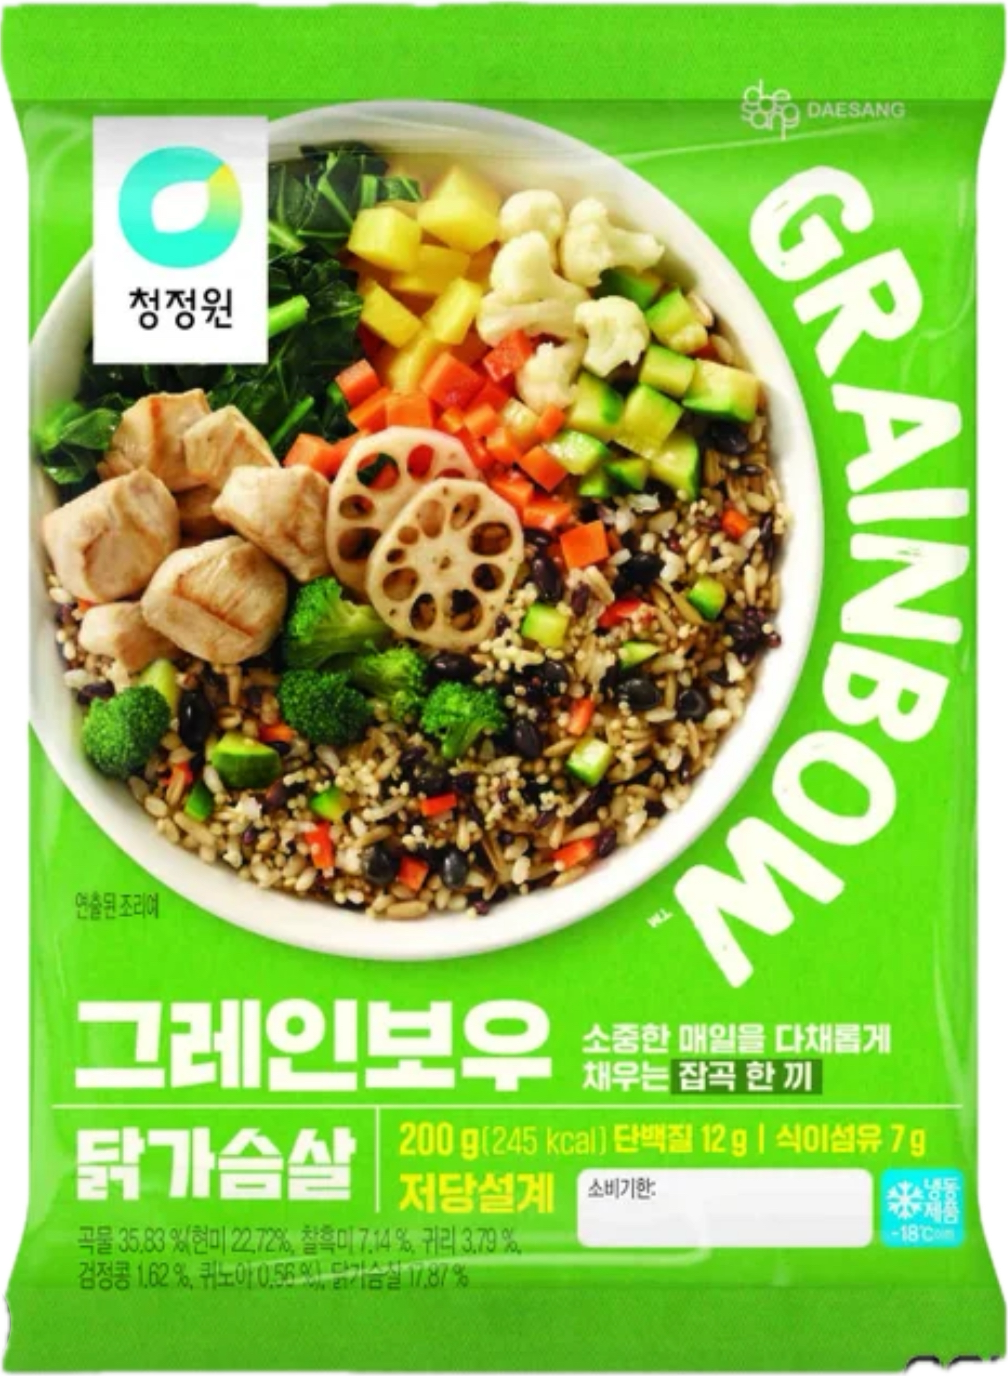 daesang DAESANG
청정원
GRAINBOW™
연출된 조리예
그레인보우
소중한 매일을 다채롭게
채우는 잡곡 한 끼
닭가슴살
200 g(245 kcal) 단백질 12 g | 식이섬유 7 g
저당설계
소비기한:
냉동
제품
-18℃이하
곡물 35.83 %(현미 22.72%, 찰흑미 7.14 %, 귀리 3.79 %,
검정콩 1.62 %, 퀴노아 0.56 %), 닭가슴살 17.87 %